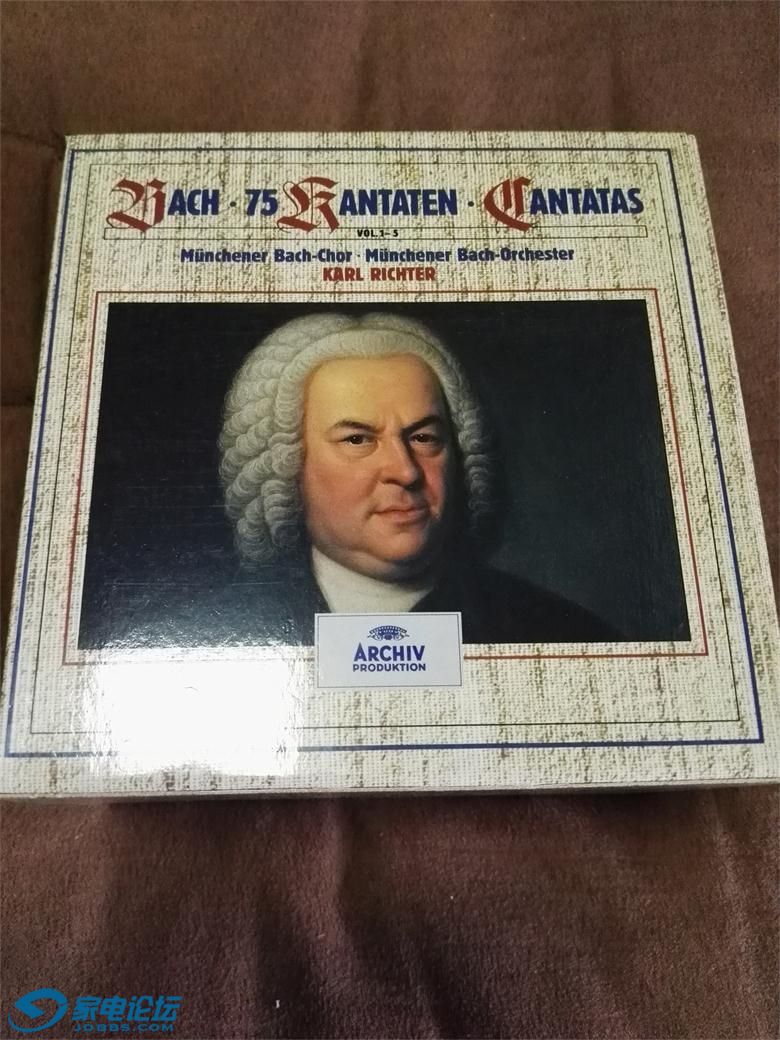 BACH · 75 KANTATEN · CANTATAS
VOL. 1–5
Münchener Bach-Chor · Münchener Bach-Orchester
KARL RICHTER
ARCHIV
PRODUKTION
家电论坛
JDBBS.COM